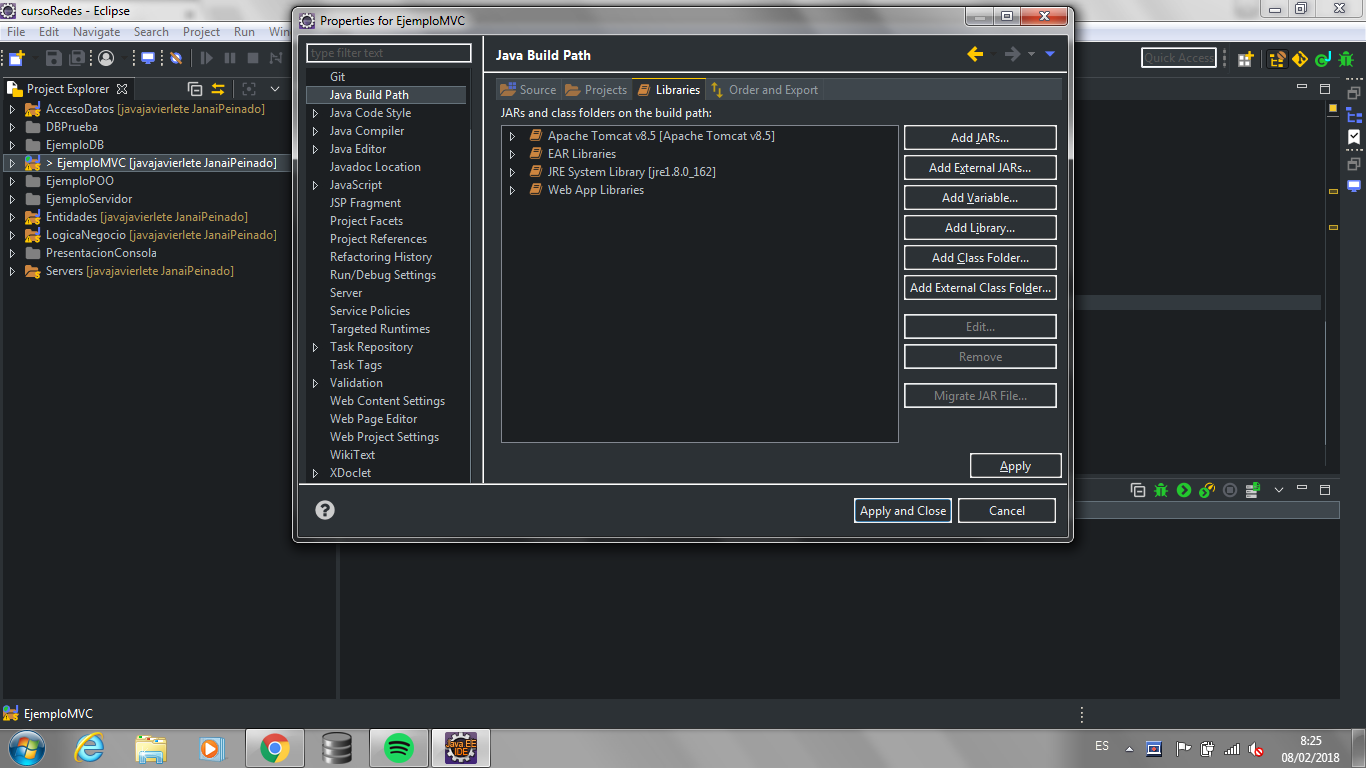 cursoRedes - Eclipse
File Edit Navigate Search Project Run Win
Quick Access
Project Explorer
AccesoDatos [javajavierlete JanaiPeinado]
DBPrueba
EjemploDB
> EjemploMVC [javajavierlete JanaiPeinado]
EjemploPOO
EjemploServidor
Entidades [javajavierlete JanaiPeinado]
LogicaNegocio [javajavierlete JanaiPeinado]
PresentacionConsola
Servers [javajavierlete JanaiPeinado]
Properties for EjemploMVC
type filter text
Git
Java Build Path
Java Code Style
Java Compiler
Java Editor
Javadoc Location
JavaScript
JSP Fragment
Project Facets
Project References
Refactoring History
Run/Debug Settings
Server
Service Policies
Targeted Runtimes
Task Repository
Task Tags
Validation
Web Content Settings
Web Page Editor
Web Project Settings
WikiText
XDoclet
Java Build Path
Source Projects Libraries Order and Export
JARs and class folders on the build path:
Apache Tomcat v8.5 [Apache Tomcat v8.5]
EAR Libraries
JRE System Library [jre1.8.0_162]
Web App Libraries
Add JARs...
Add External JARs...
Add Variable...
Add Library...
Add Class Folder...
Add External Class Folder...
Edit...
Remove
Migrate JAR File...
Apply
Apply and Close Cancel
EjemploMVC
Java EE
IDE
ES
8:25
08/02/2018